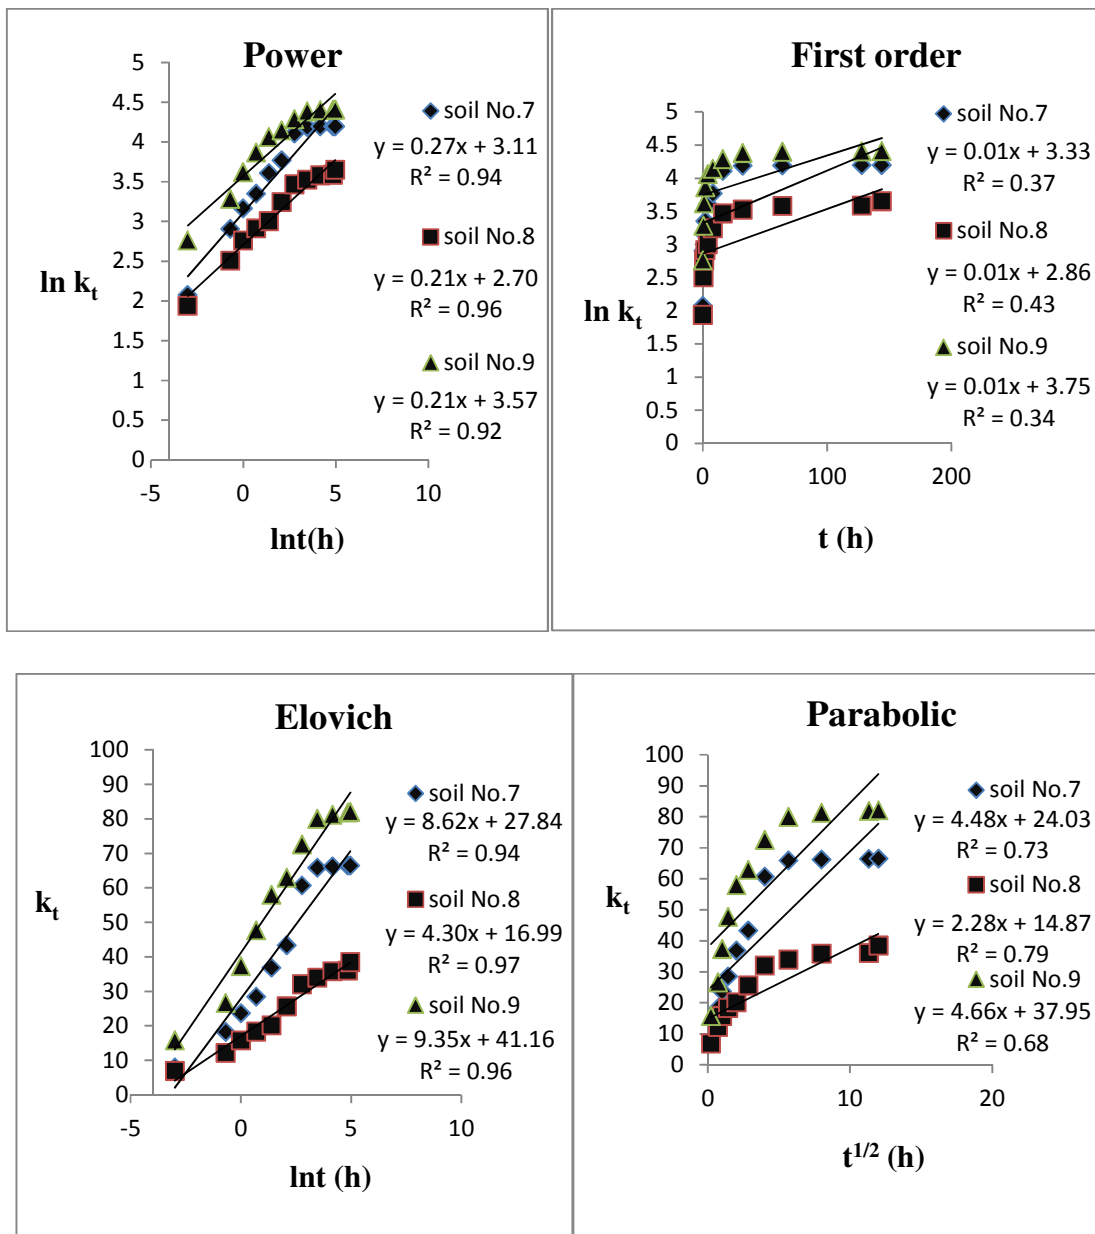 Power
5
4.5
4
3.5
3
2.5
2
1.5
1
0.5
0
-5
0
5
10
ln kt
lnt(h)
soil No.7
y = 0.27x + 3.11
R² = 0.94
soil No.8
y = 0.21x + 2.70
R² = 0.96
soil No.9
y = 0.21x + 3.57
R² = 0.92
First order
5
4.5
4
3.5
3
2.5
2
1.5
1
0.5
0
0
100
200
ln kt
t (h)
soil No.7
y = 0.01x + 3.33
R² = 0.37
soil No.8
y = 0.01x + 2.86
R² = 0.43
soil No.9
y = 0.01x + 3.75
R² = 0.34
Elovich
100
90
80
70
60
50
40
30
20
10
0
-5
0
5
10
kt
lnt (h)
soil No.7
y = 8.62x + 27.84
R² = 0.94
soil No.8
y = 4.30x + 16.99
R² = 0.97
soil No.9
y = 9.35x + 41.16
R² = 0.96
Parabolic
100
90
80
70
60
50
40
30
20
10
0
0
10
20
kt
t1/2 (h)
soil No.7
y = 4.48x + 24.03
R² = 0.73
soil No.8
y = 2.28x + 14.87
R² = 0.79
soil No.9
y = 4.66x + 37.95
R² = 0.68